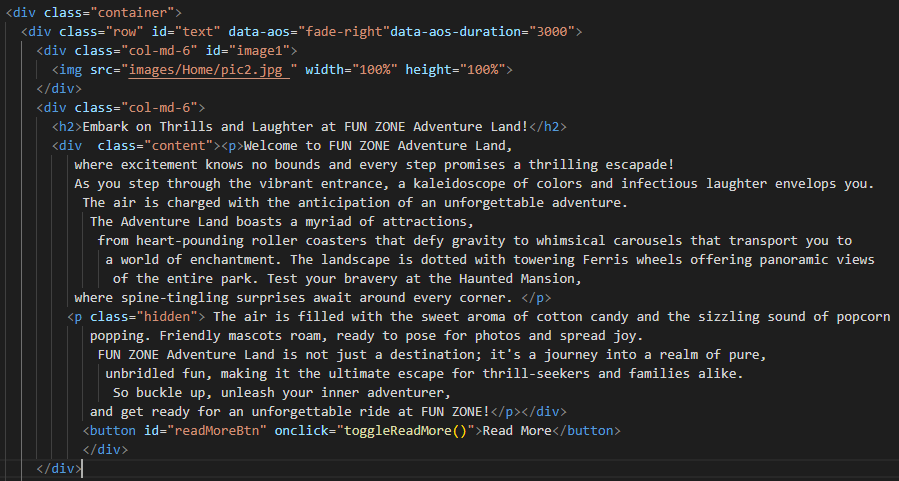 <div class="container">
<div class="row" id="text" data-aos="fade-right"data-aos-duration="3000">
<div class="col-md-6" id="image1">
<img src="images/Home/pic2.jpg " width="100%" height="100%">
</div>
<div class="col-md-6">
<h2>Embark on Thrills and Laughter at FUN ZONE Adventure Land!</h2>
<div  class="content"><p>Welcome to FUN ZONE Adventure Land,
where excitement knows no bounds and every step promises a thrilling escapade!
As you step through the vibrant entrance, a kaleidoscope of colors and infectious laughter envelops you.
The air is charged with the anticipation of an unforgettable adventure.
The Adventure Land boasts a myriad of attractions,
from heart-pounding roller coasters that defy gravity to whimsical carousels that transport you to
a world of enchantment. The landscape is dotted with towering Ferris wheels offering panoramic views
of the entire park. Test your bravery at the Haunted Mansion,
where spine-tingling surprises await around every corner. </p>
<p class="hidden"> The air is filled with the sweet aroma of cotton candy and the sizzling sound of popcorn
popping. Friendly mascots roam, ready to pose for photos and spread joy.
FUN ZONE Adventure Land is not just a destination; it's a journey into a realm of pure,
unbridled fun, making it the ultimate escape for thrill-seekers and families alike.
So buckle up, unleash your inner adventurer,
and get ready for an unforgettable ride at FUN ZONE!</p></div>
<button id="readMoreBtn" onclick="toggleReadMore()">Read More</button>
</div>
</div>